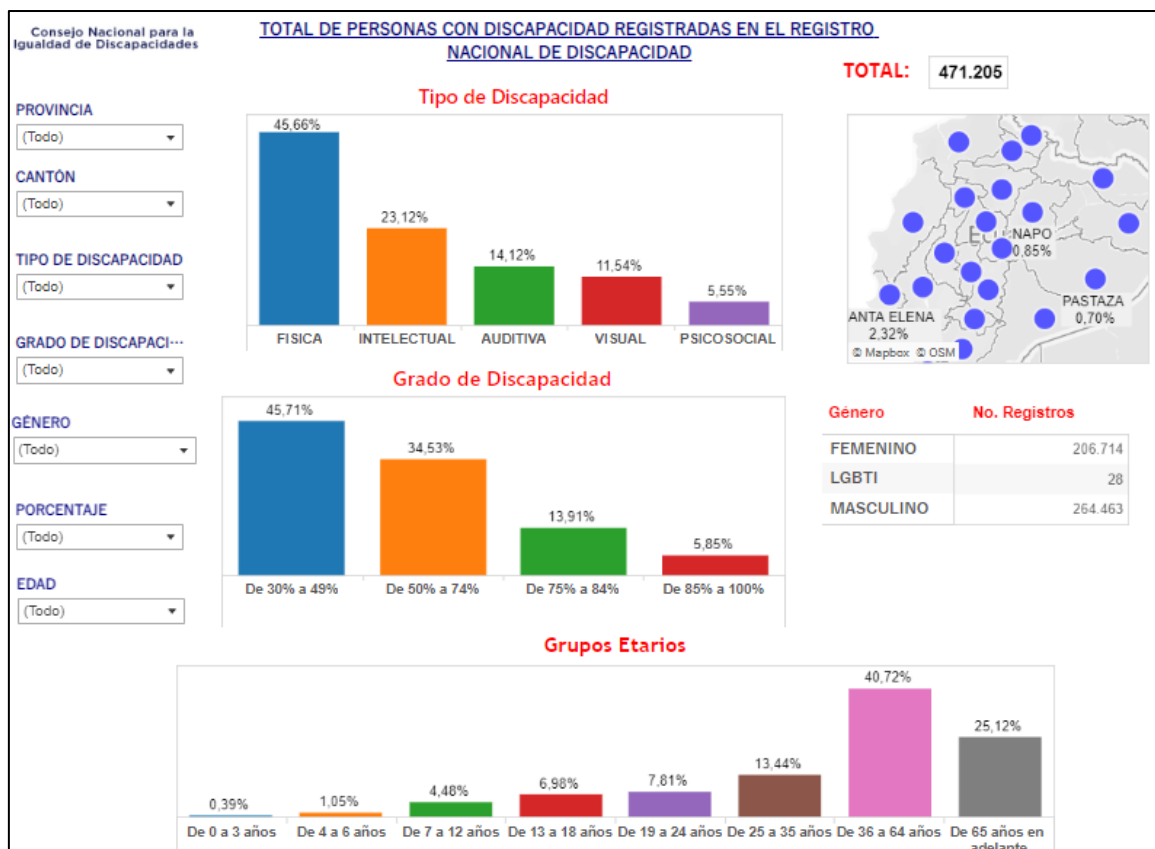 Consejo Nacional para la
Igualdad de Discapacidades
TOTAL DE PERSONAS CON DISCAPACIDAD REGISTRADAS EN EL REGISTRO
NACIONAL DE DISCAPACIDAD
TOTAL: 471.205
PROVINCIA
(Todo)
CANTÓN
(Todo)
TIPO DE DISCAPACIDAD
(Todo)
GRADO DE DISCAPACI...
(Todo)
GÉNERO
(Todo)
PORCENTAJE
(Todo)
EDAD
(Todo)
Tipo de Discapacidad
45,66%
23,12%
14,12%
11,54%
5,55%
FISICA INTELECTUAL AUDITIVA VISUAL PSICOSOCIAL
NAPO
0,85%
PASTAZA
0,70%
ANTA ELENA
2,32%
© Mapbox © OSM
Grado de Discapacidad
45,71%
34,53%
13,91%
5,85%
De 30% a 49% De 50% a 74% De 75% a 84% De 85% a 100%
Género No. Registros
FEMENINO 206.714
LGBTI 28
MASCULINO 264.463
Grupos Etarios
0,39%
1,05%
4,48%
6,98%
7,81%
13,44%
40,72%
25,12%
De 0 a 3 años De 4 a 6 años De 7 a 12 años De 13 a 18 años De 19 a 24 años De 25 a 35 años De 36 a 64 años De 65 años en
adelante